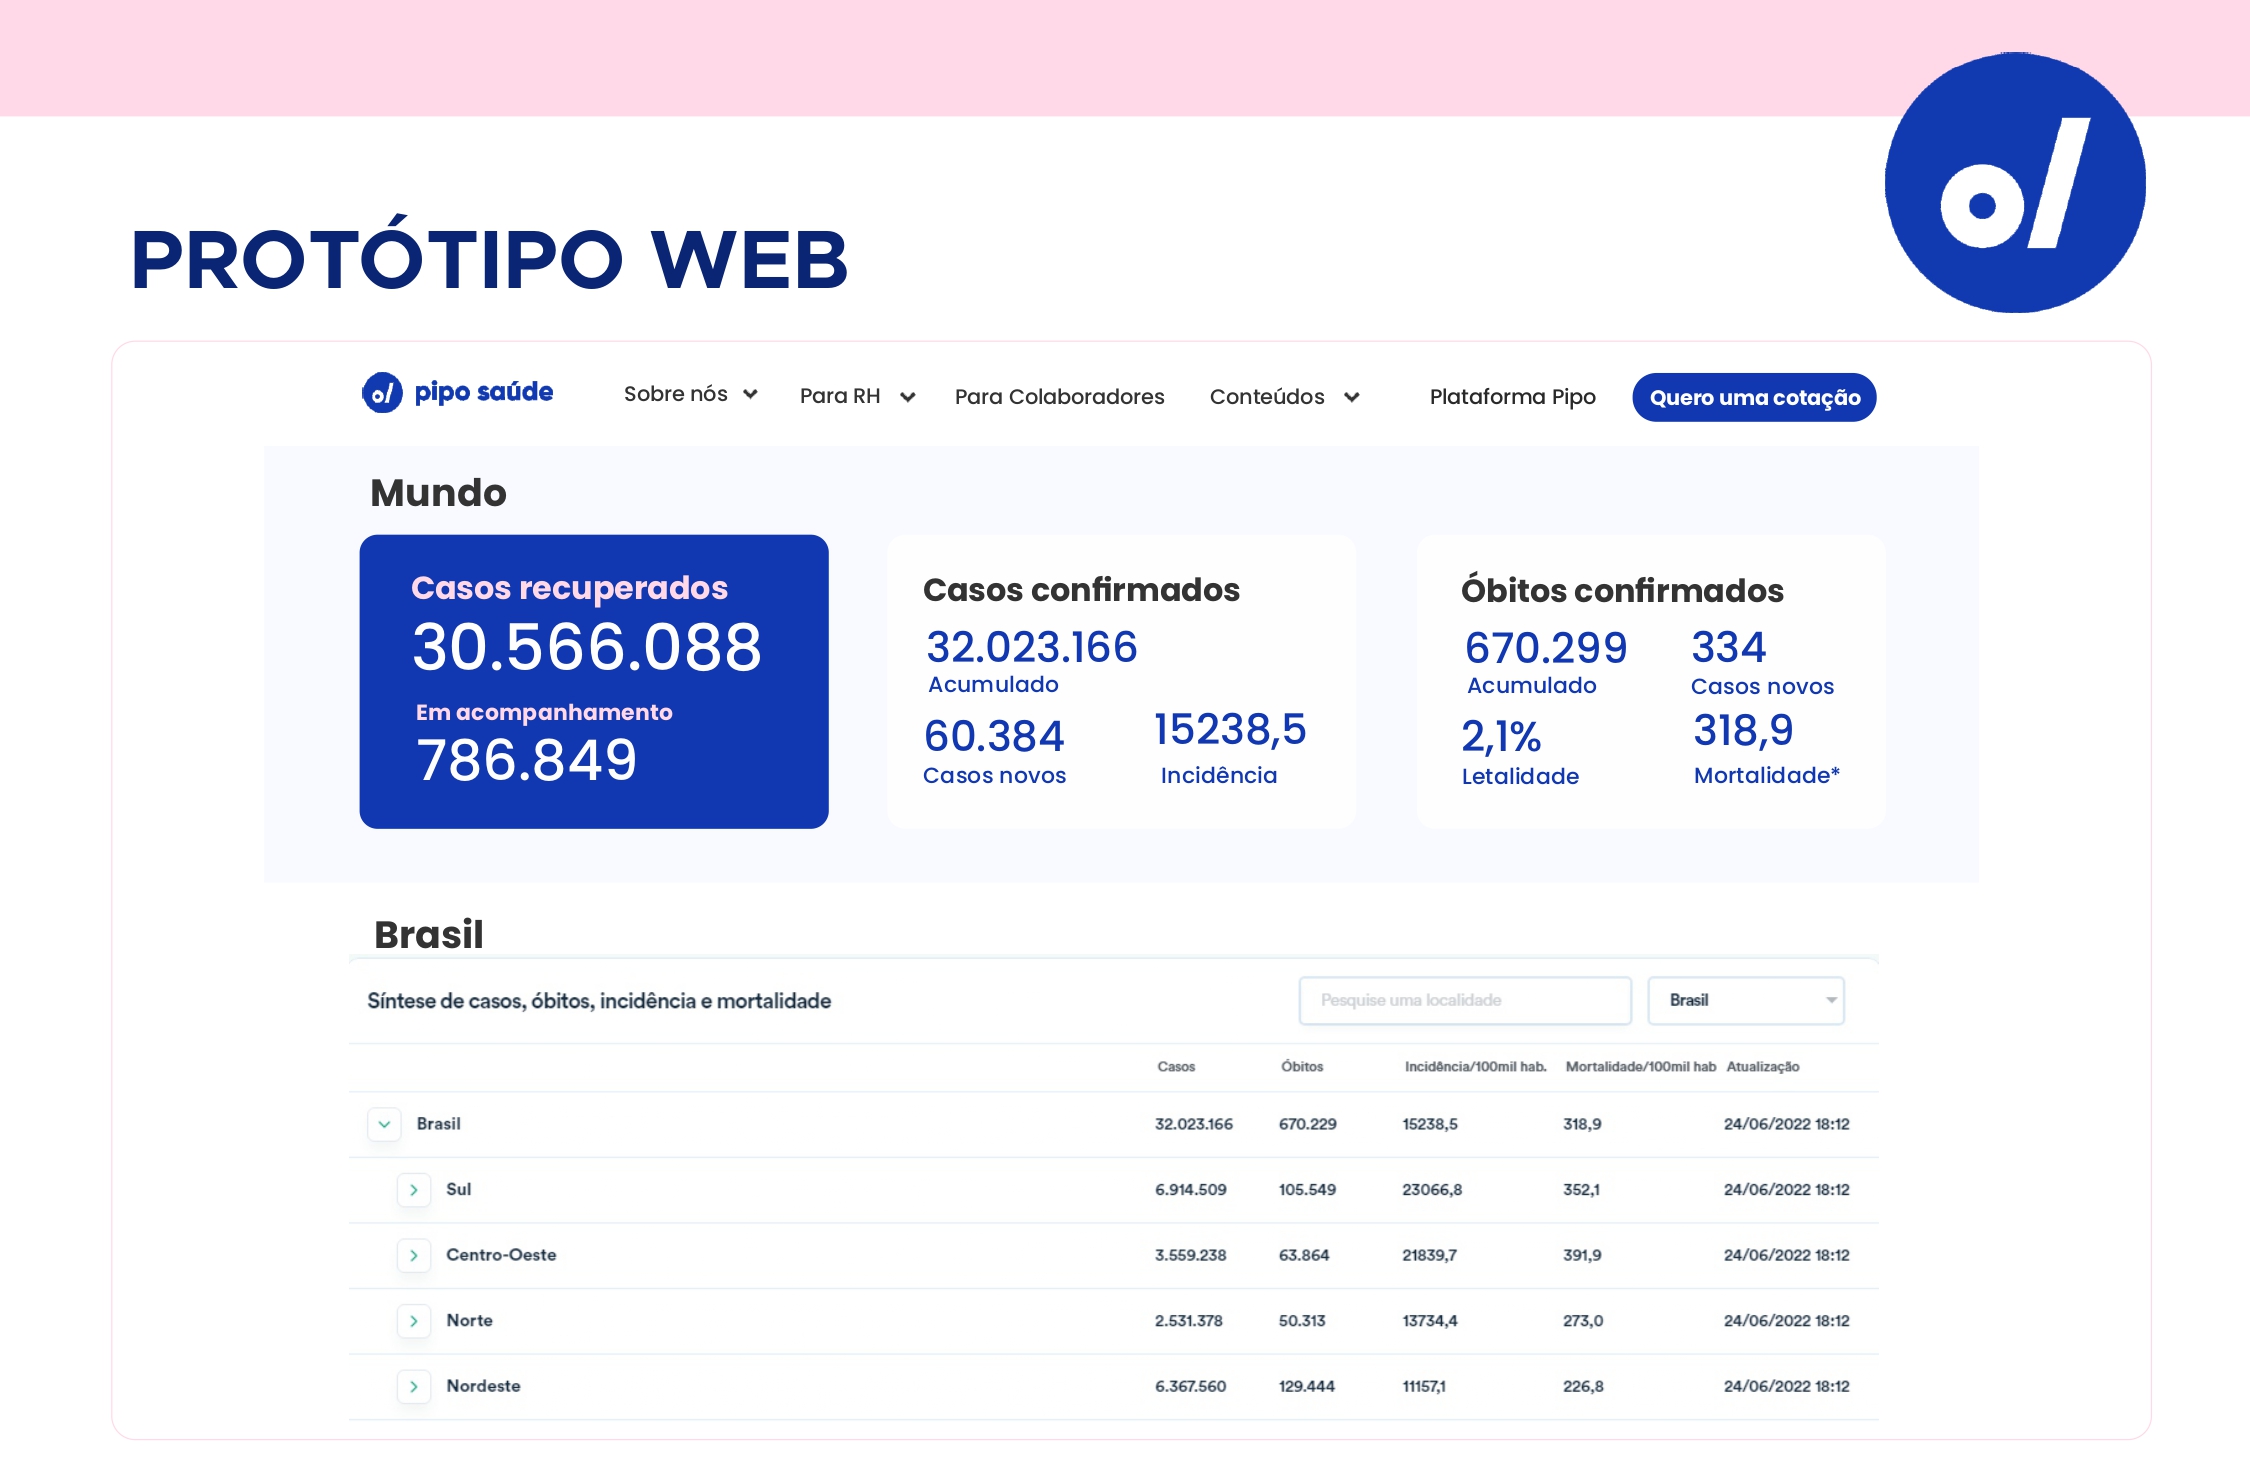 PROTÓTIPO WEB
pipo saúde
Sobre nós
Para RH
Para Colaboradores
Conteúdos
Plataforma Pipo
Quero uma cotação
Mundo
Casos recuperados
30.566.088
Em acompanhamento
786.849
Casos confirmados
32.023.166
Acumulado
60.384
Casos novos
15238,5
Incidência
Óbitos confirmados
670.299
Acumulado
334
Casos novos
2,1%
Letalidade
318,9
Mortalidade*
Brasil
Síntese de casos, óbitos, incidência e mortalidade
Pesquise uma localidade
Brasil
Casos Óbitos Incidência/100mil hab. Mortalidade/100mil hab Atualização
Brasil 32.023.166 670.229 15238,5 318,9 24/06/2022 18:12
Sul 6.914.509 105.549 23066,8 352,1 24/06/2022 18:12
Centro-Oeste 3.559.238 63.864 21839,7 391,9 24/06/2022 18:12
Norte 2.531.378 50.313 13734,4 273,0 24/06/2022 18:12
Nordeste 6.367.560 129.444 11157,1 226,8 24/06/2022 18:12